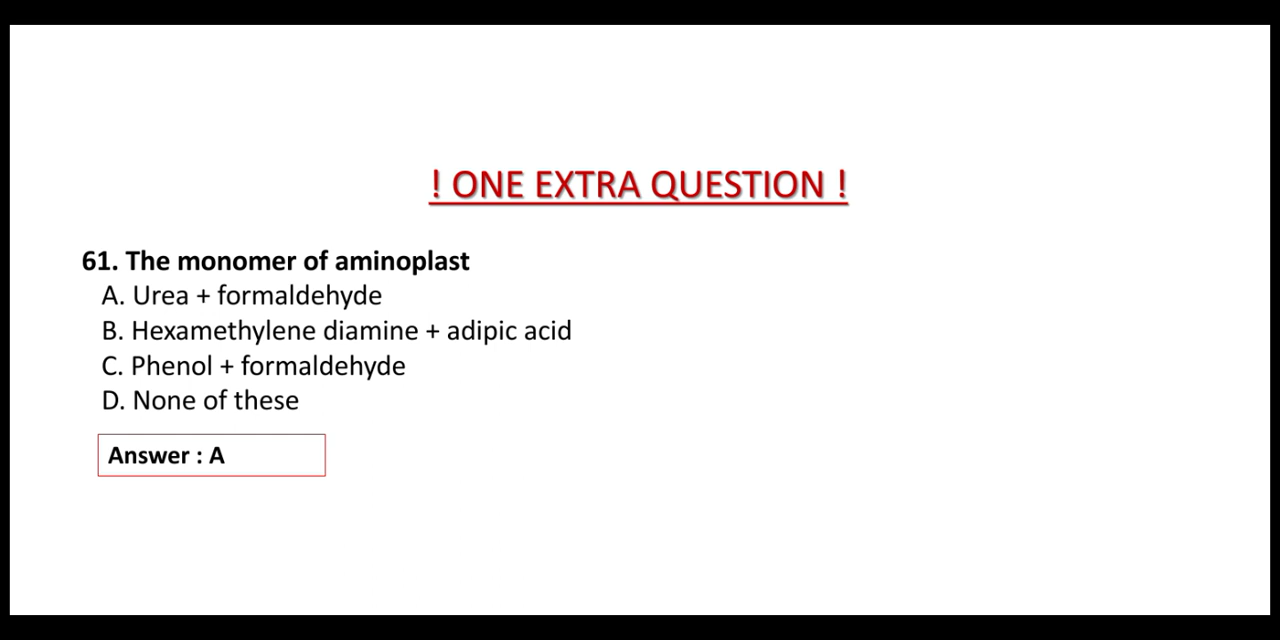 ! ONE EXTRA QUESTION !
61. The monomer of aminoplast
A. Urea + formaldehyde
B. Hexamethylene diamine + adipic acid
C. Phenol + formaldehyde
D. None of these
Answer : A